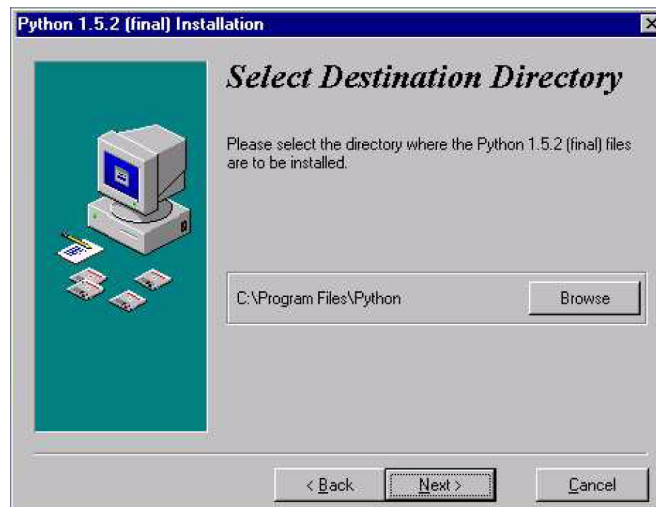 Python 1.5.2 (final) Installation
Select Destination Directory
Please select the directory where the Python 1.5.2 (final) files
are to be installed.
C:\Program Files\Python
Browse
< Back
Next >
Cancel